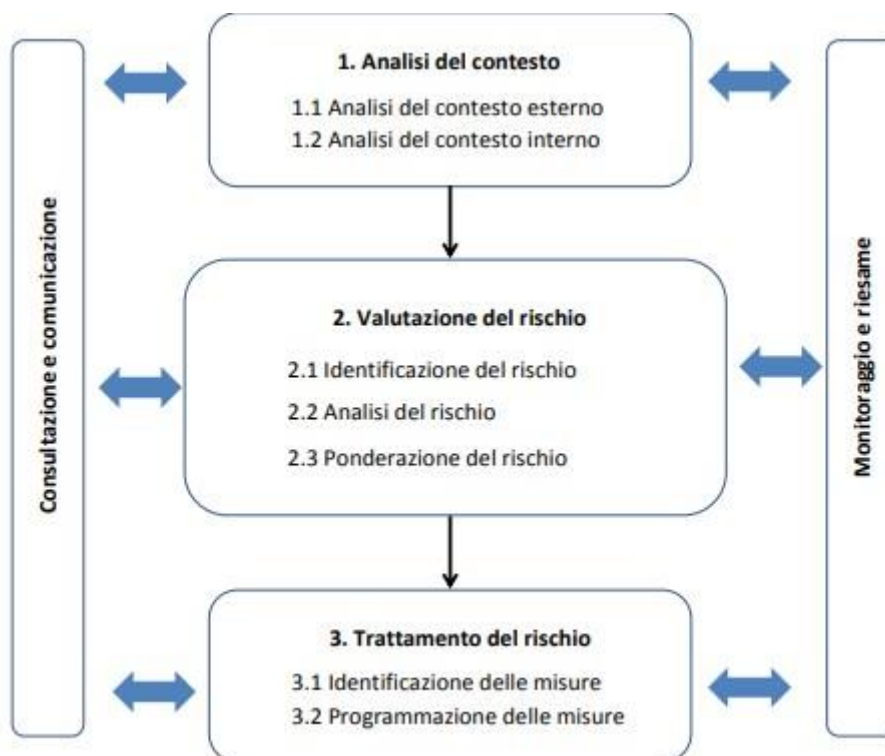 Consultazione e comunicazione
1. Analisi del contesto
1.1 Analisi del contesto esterno
1.2 Analisi del contesto interno
2. Valutazione del rischio
2.1 Identificazione del rischio
2.2 Analisi del rischio
2.3 Ponderazione del rischio
3. Trattamento del rischio
3.1 Identificazione delle misure
3.2 Programmazione delle misure
Monitoraggio e riesame